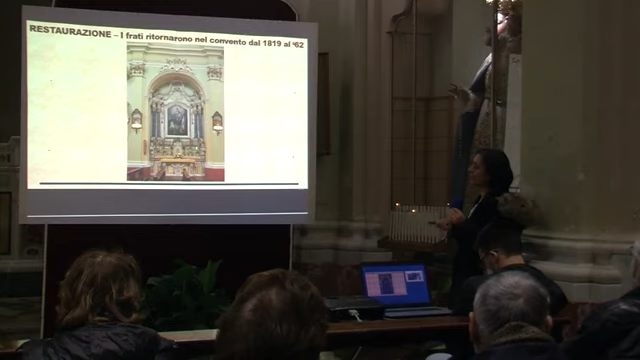 RESTAURAZIONE – I frati ritornarono nel convento dal 1819 al '62